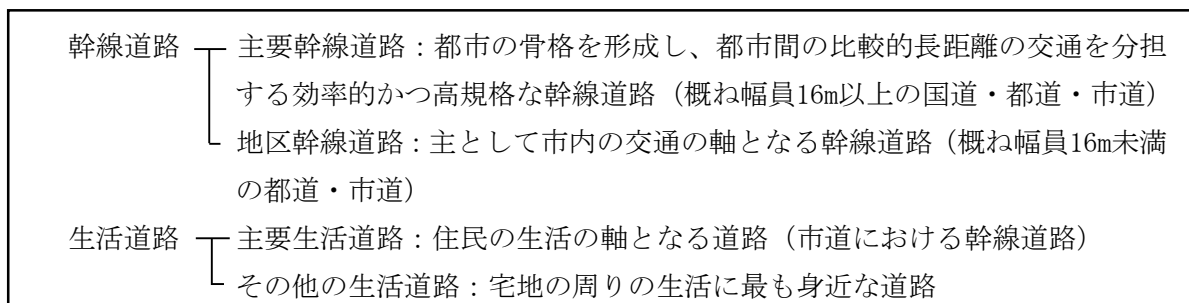 幹線道路 主要幹線道路：都市の骨格を形成し、都市間の比較的長距離の交通を分担
する効率的かつ高規格な幹線道路（概ね幅員16m以上の国道・都道・市道）
地区幹線道路：主として市内の交通の軸となる幹線道路（概ね幅員16m未満
の都道・市道）
生活道路 主要生活道路：住民の生活の軸となる道路（市道における幹線道路）
その他の生活道路：宅地の周りの生活に最も身近な道路